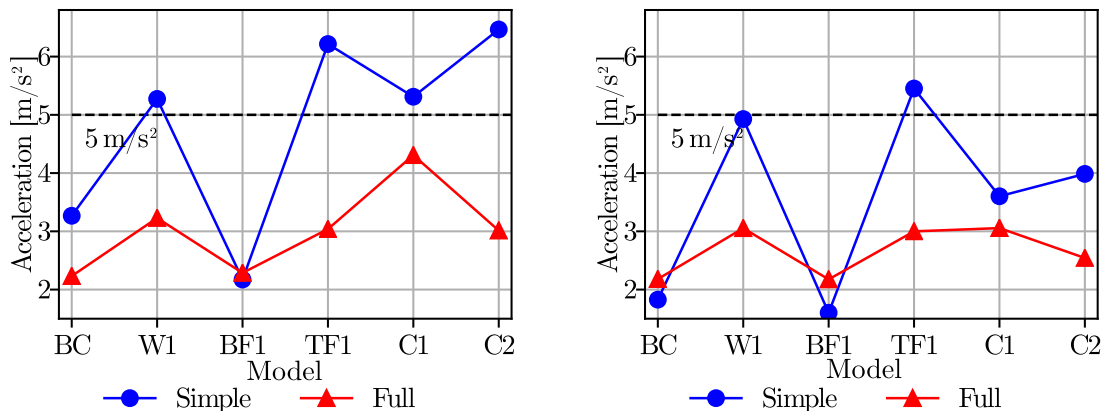 Acceleration [m/s²]
6
5
4
3
2
5 m/s²
BC W1 BF1 TF1 C1 C2
Model
Simple Full
Acceleration [m/s²]
6
5
4
3
2
5 m/s²
BC W1 BF1 TF1 C1 C2
Model
Simple Full